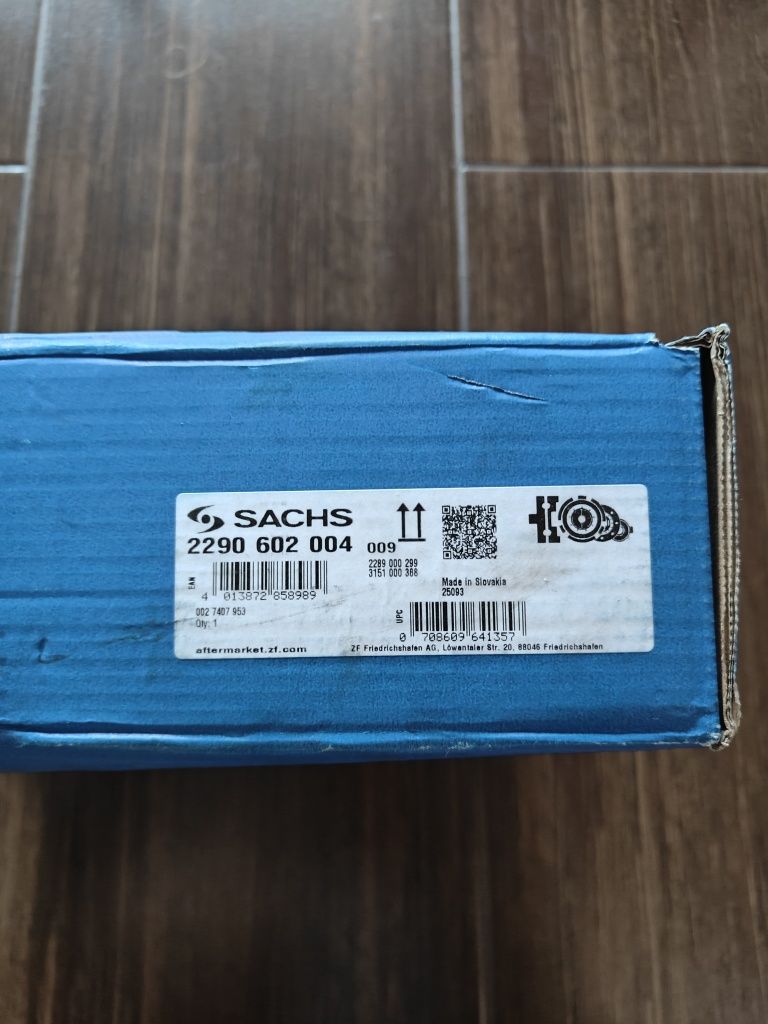 SACHS
2290 602 004 009
2289 000 299
3151 000 368
EAN
4 013872 858989
Made in Slovakia
25093
002 7407 953
Qty: 1
UPC
0 708609 641357
aftermarket.zf.com
ZF Friedrichshafen AG, Löwentaler Str. 20, 88046 Friedrichshafen